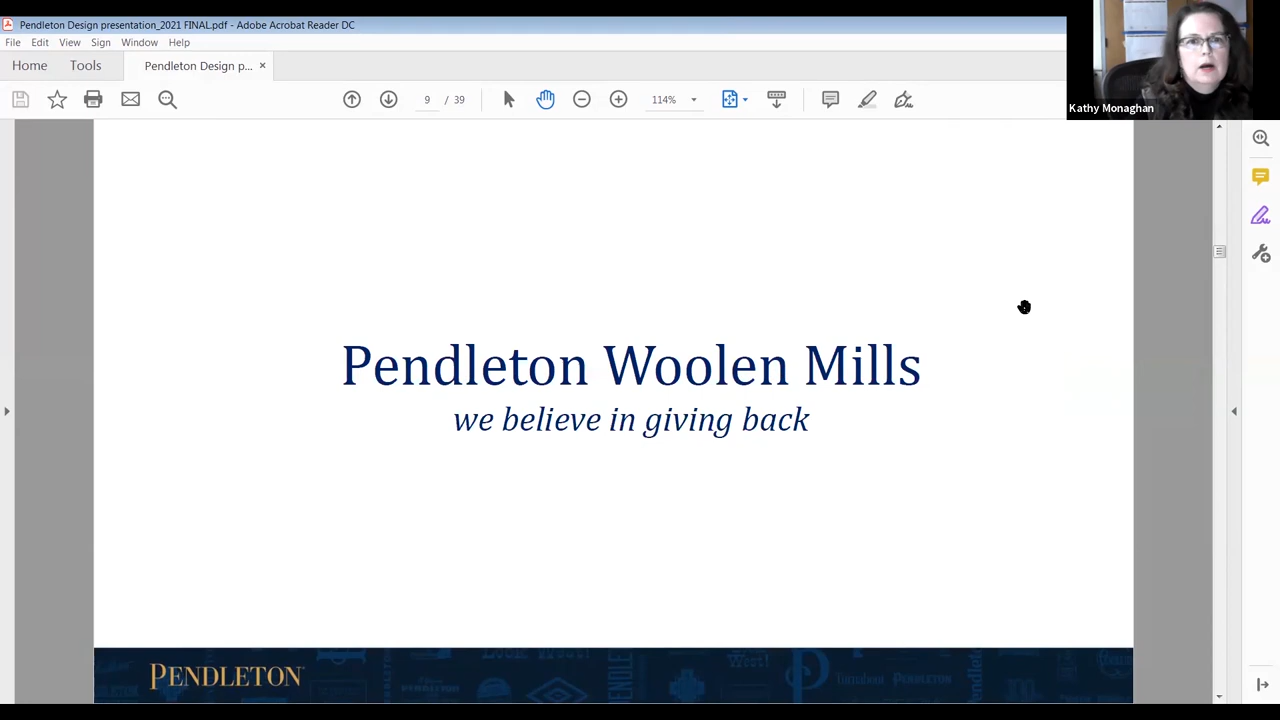 Pendleton Design presentation_2021 FINAL.pdf - Adobe Acrobat Reader DC
File Edit View Sign Window Help
Home Tools Pendleton Design p... ×
9 / 39 114%
Kathy Monaghan
Pendleton Woolen Mills
we believe in giving back
PENDLETON